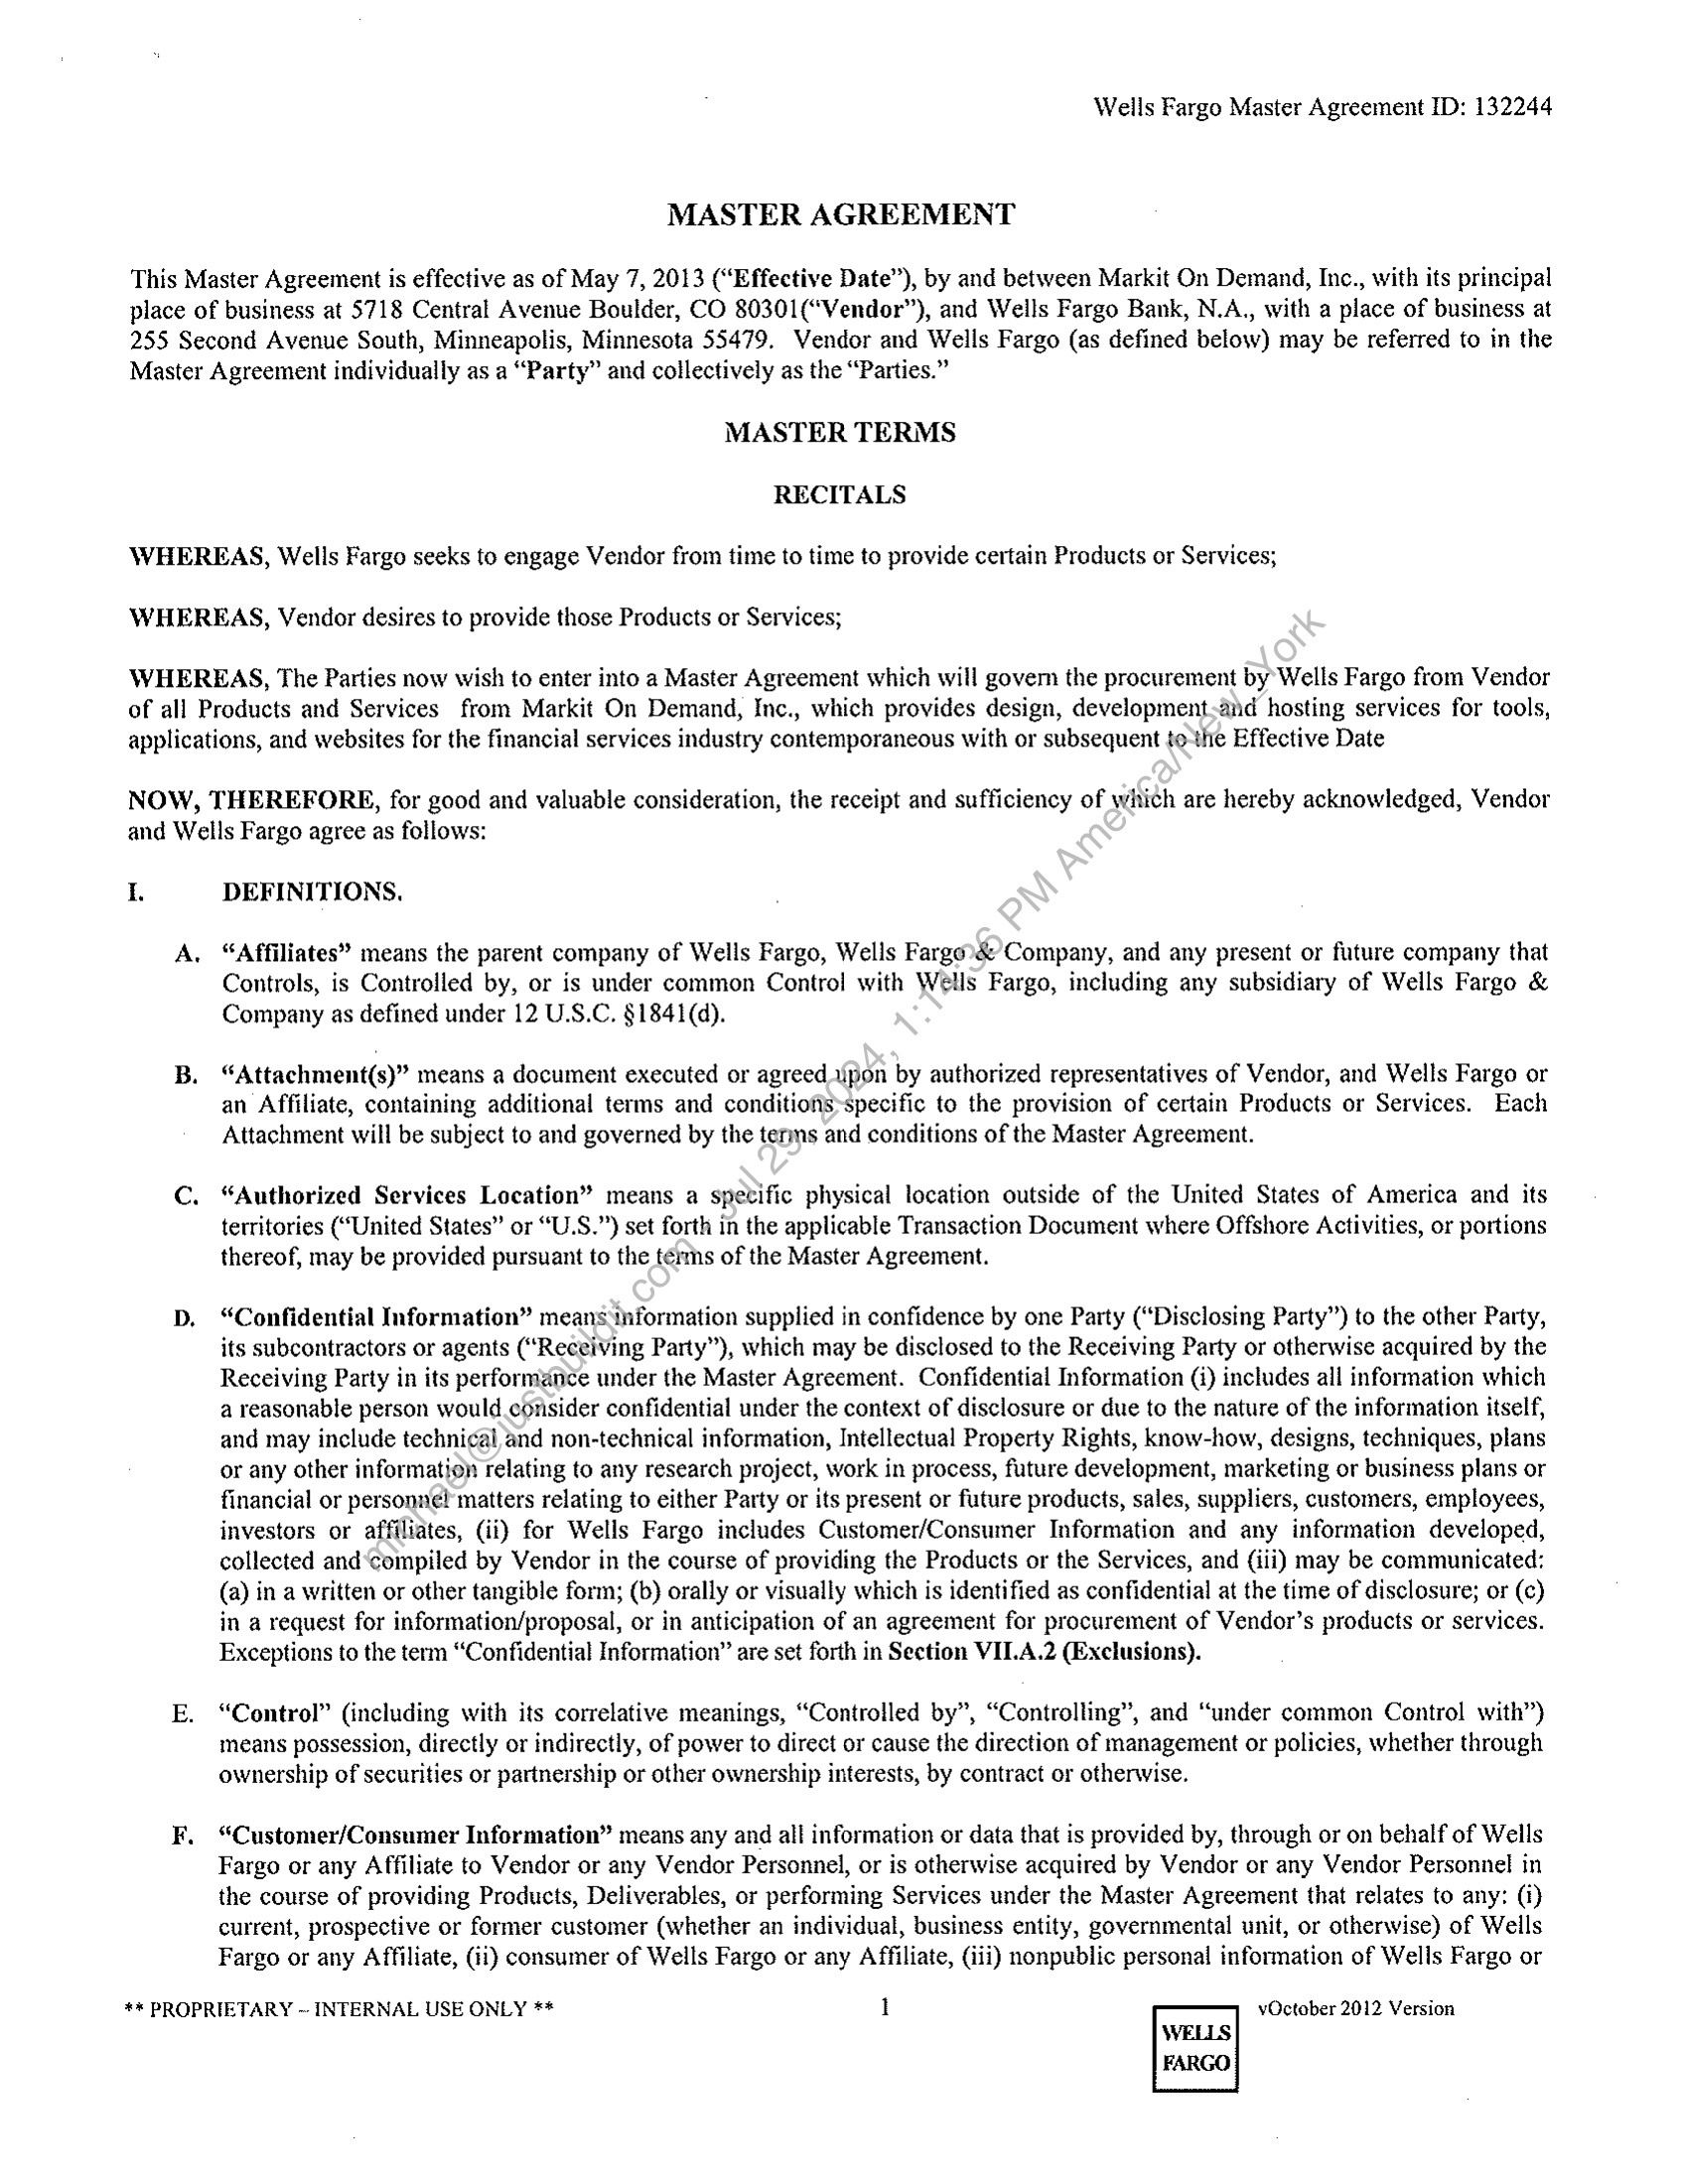 Wells Fargo Master Agreement ID: 132244
MASTER AGREEMENT
This Master Agreement is effective as of May 7, 2013 (“Effective Date”), by and between Markit On Demand, Inc., with its principal
place of business at 5718 Central Avenue Boulder, CO 80301(“Vendor”), and Wells Fargo Bank, N.A., with a place of business at
255 Second Avenue South, Minneapolis, Minnesota 55479. Vendor and Wells Fargo (as defined below) may be referred to in the
Master Agreement individually as a “Party” and collectively as the “Parties.”
MASTER TERMS
RECITALS
WHEREAS, Wells Fargo seeks to engage Vendor from time to time to provide certain Products or Services;
WHEREAS, Vendor desires to provide those Products or Services;
WHEREAS, The Parties now wish to enter into a Master Agreement which will govern the procurement by Wells Fargo from Vendor
of all Products and Services from Markit On Demand, Inc., which provides design, development and hosting services for tools,
applications, and websites for the financial services industry contemporaneous with or subsequent to the Effective Date
NOW, THEREFORE, for good and valuable consideration, the receipt and sufficiency of which are hereby acknowledged, Vendor
and Wells Fargo agree as follows:
I. DEFINITIONS.
A. “Affiliates” means the parent company of Wells Fargo, Wells Fargo & Company, and any present or future company that
Controls, is Controlled by, or is under common Control with Wells Fargo, including any subsidiary of Wells Fargo &
Company as defined under 12 U.S.C. §1841(d).
B. “Attachment(s)” means a document executed or agreed upon by authorized representatives of Vendor, and Wells Fargo or
an Affiliate, containing additional terms and conditions specific to the provision of certain Products or Services. Each
Attachment will be subject to and governed by the terms and conditions of the Master Agreement.
C. “Authorized Services Location” means a specific physical location outside of the United States of America and its
territories (“United States” or “U.S.”) set forth in the applicable Transaction Document where Offshore Activities, or portions
thereof, may be provided pursuant to the terms of the Master Agreement.
D. “Confidential Information” means information supplied in confidence by one Party (“Disclosing Party”) to the other Party,
its subcontractors or agents (“Receiving Party”), which may be disclosed to the Receiving Party or otherwise acquired by the
Receiving Party in its performance under the Master Agreement. Confidential Information (i) includes all information which
a reasonable person would consider confidential under the context of disclosure or due to the nature of the information itself,
and may include technical and non-technical information, Intellectual Property Rights, know-how, designs, techniques, plans
or any other information relating to any research project, work in process, future development, marketing or business plans or
financial or personnel matters relating to either Party or its present or future products, sales, suppliers, customers, employees,
investors or affiliates, (ii) for Wells Fargo includes Customer/Consumer Information and any information developed,
collected and compiled by Vendor in the course of providing the Products or the Services, and (iii) may be communicated:
(a) in a written or other tangible form; (b) orally or visually which is identified as confidential at the time of disclosure; or (c)
in a request for information/proposal, or in anticipation of an agreement for procurement of Vendor’s products or services.
Exceptions to the term “Confidential Information” are set forth in Section VII.A.2 (Exclusions).
E. “Control” (including with its correlative meanings, “Controlled by”, “Controlling”, and “under common Control with”)
means possession, directly or indirectly, of power to direct or cause the direction of management or policies, whether through
ownership of securities or partnership or other ownership interests, by contract or otherwise.
F. “Customer/Consumer Information” means any and all information or data that is provided by, through or on behalf of Wells
Fargo or any Affiliate to Vendor or any Vendor Personnel, or is otherwise acquired by Vendor or any Vendor Personnel in
the course of providing Products, Deliverables, or performing Services under the Master Agreement that relates to any: (i)
current, prospective or former customer (whether an individual, business entity, governmental unit, or otherwise) of Wells
Fargo or any Affiliate, (ii) consumer of Wells Fargo or any Affiliate, (iii) nonpublic personal information of Wells Fargo or
** PROPRIETARY – INTERNAL USE ONLY **
1
vOctober 2012 Version
WELLS
FARGO
michael@justbuildit.com Jul 29, 2024, 1:14:36 PM America/New_York